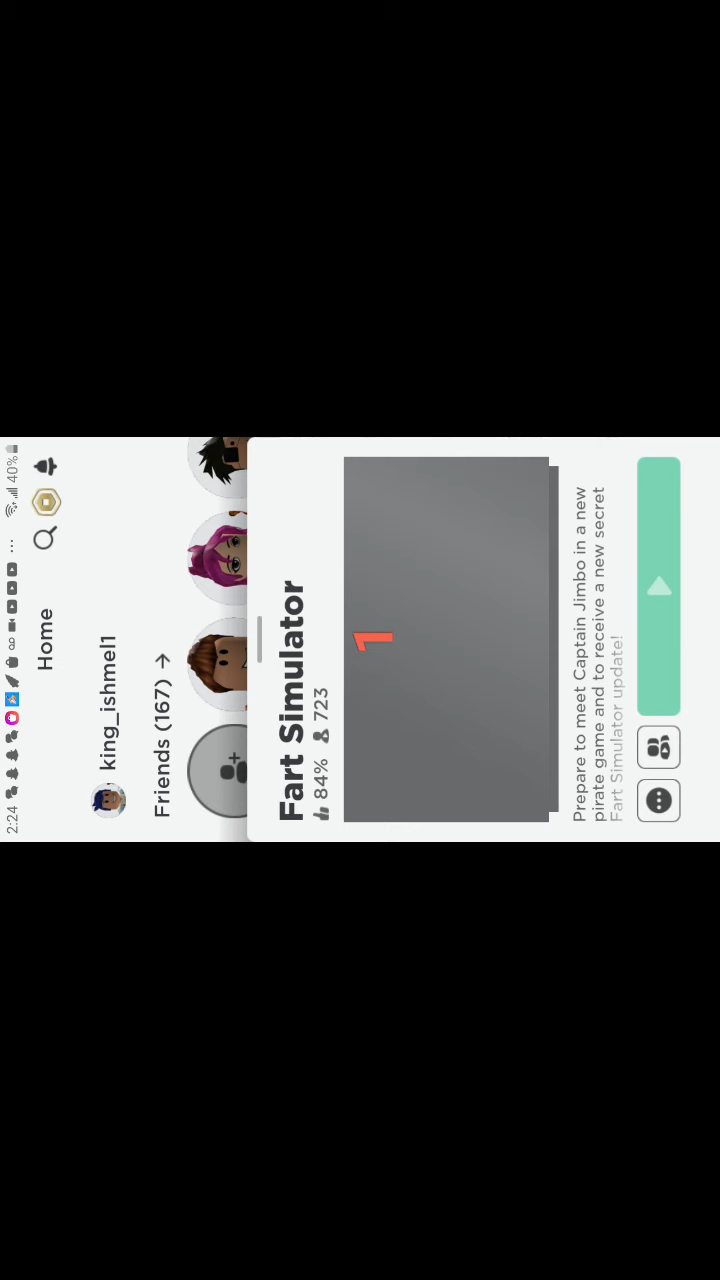 2:24
40%
Home
king_ishmel1
Friends (167) →
Fart Simulator
84% 723
1
Prepare to meet Captain Jimbo in a new
pirate game and to receive a new secret
Fart Simulator update!